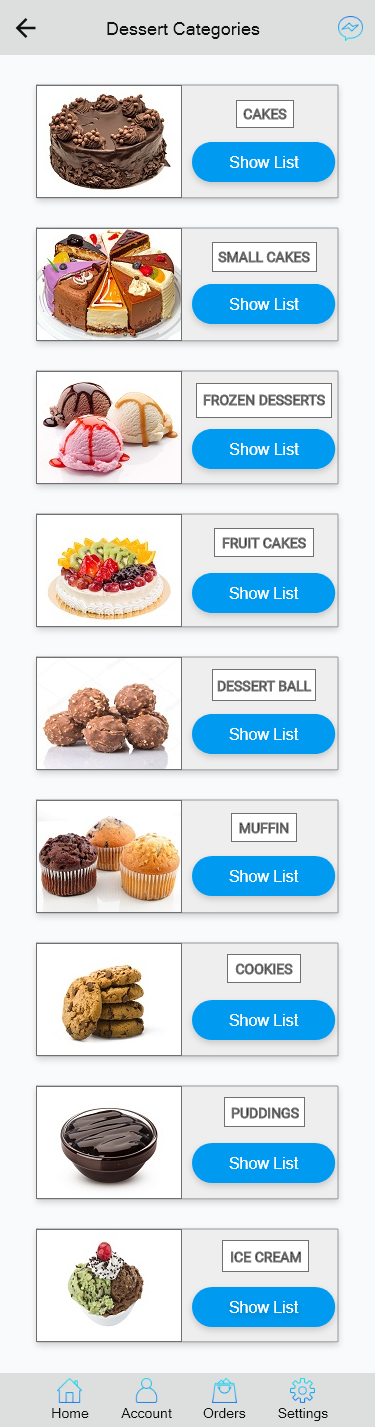 Dessert Categories
CAKES
Show List
SMALL CAKES
Show List
FROZEN DESSERTS
Show List
FRUIT CAKES
Show List
DESSERT BALL
Show List
MUFFIN
Show List
COOKIES
Show List
PUDDINGS
Show List
ICE CREAM
Show List
Home Account Orders Settings